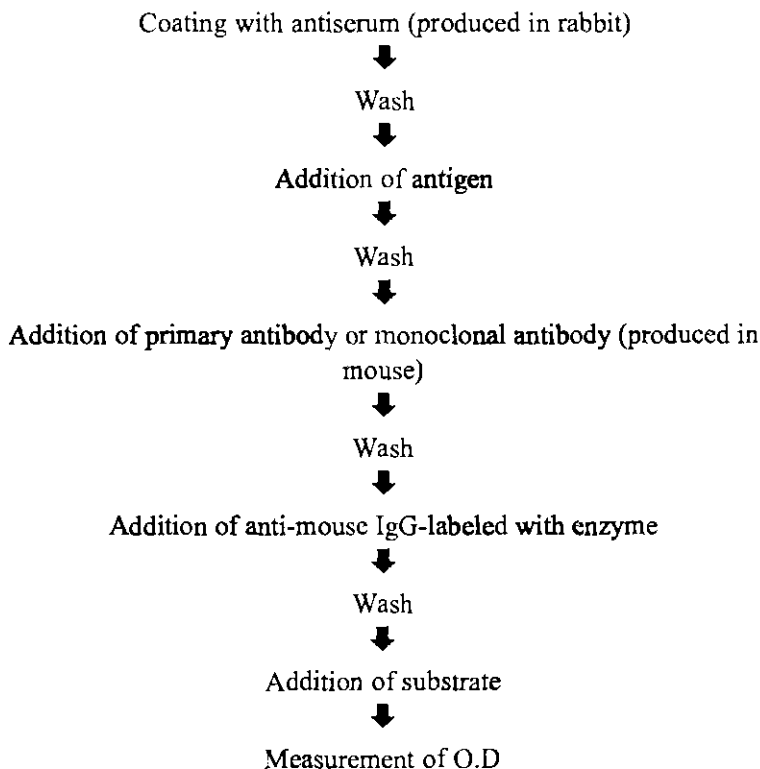 Coating with antiserum (produced in rabbit)
Wash
Addition of antigen
Wash
Addition of primary antibody or monoclonal antibody (produced in
mouse)
Wash
Addition of anti-mouse IgG-labeled with enzyme
Wash
Addition of substrate
Measurement of O.D